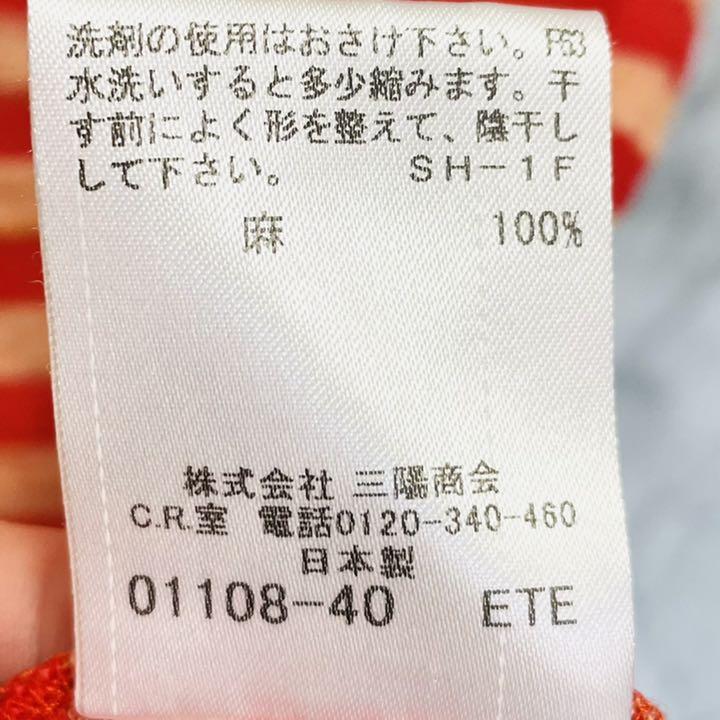 洗剤の使用はおさけ下さい。P63
水洗いすると多少縮みます。干
す前によく形を整えて、陰干し
して下さい。 SH-1F
麻 100%
株式会社 三陽商会
C.R.室 電話0120-340-460
日本製
01108-40 ETE